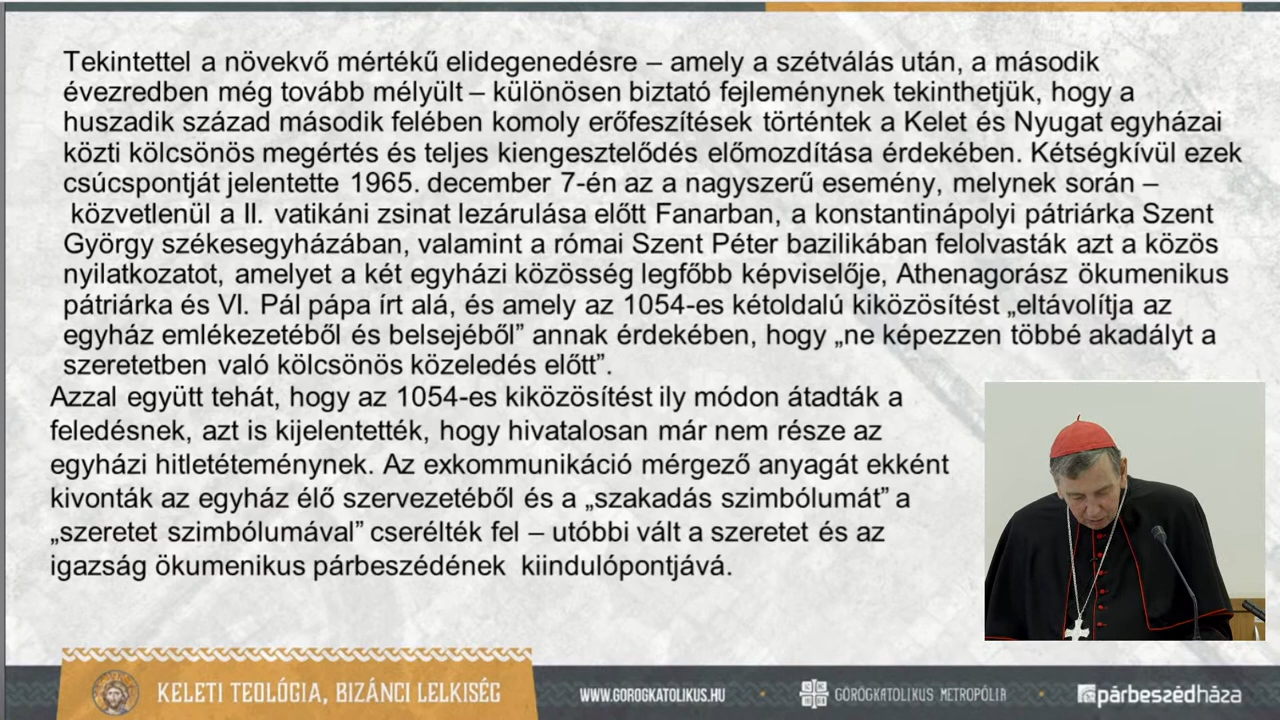 Tekintettel a növekvő mértékű elidegenedésre – amely a szétválás után, a második
évezredben még tovább mélyült – különösen biztató fejleménynek tekinthetjük, hogy a
huszadik század második felében komoly erőfeszítések történtek a Kelet és Nyugat egyházai
közti kölcsönös megértés és teljes kiengesztelődés előmozdítása érdekében. Kétségkívül ezek
csúcspontját jelentette 1965. december 7-én az a nagyszerű esemény, melynek során –
közvetlenül a II. vatikáni zsinat lezárulása előtt Fanarban, a konstantinápolyi pátriárka Szent
György székesegyházában, valamint a római Szent Péter bazilikában felolvasták azt a közös
nyilatkozatot, amelyet a két egyházi közösség legfőbb képviselője, Athenagorász ökumenikus
pátriárka és VI. Pál pápa írt alá, és amely az 1054-es kétoldalú kiközösítést „eltávolítja az
egyház emlékezetéből és belsejéből” annak érdekében, hogy „ne képezzen többé akadályt a
szeretetben való kölcsönös közeledés előtt”.
Azzal együtt tehát, hogy az 1054-es kiközösítést ily módon átadták a
feledésnek, azt is kijelentették, hogy hivatalosan már nem része az
egyházi hitletéteménynek. Az exkommunikáció mérgező anyagát ekként
kivonták az egyház élő szervezetéből és a „szakadás szimbólumát” a
„szeretet szimbólumával” cserélték fel – utóbbi vált a szeretet és az
igazság ökumenikus párbeszédének kiindulópontjává.
KELETI TEOLÓGIA, BIZÁNCI LELKISÉG
WWW.GOROGKATOLIKUS.HU
GÖRÖGKATOLIKUS METROPÓLIA
párbeszédháza